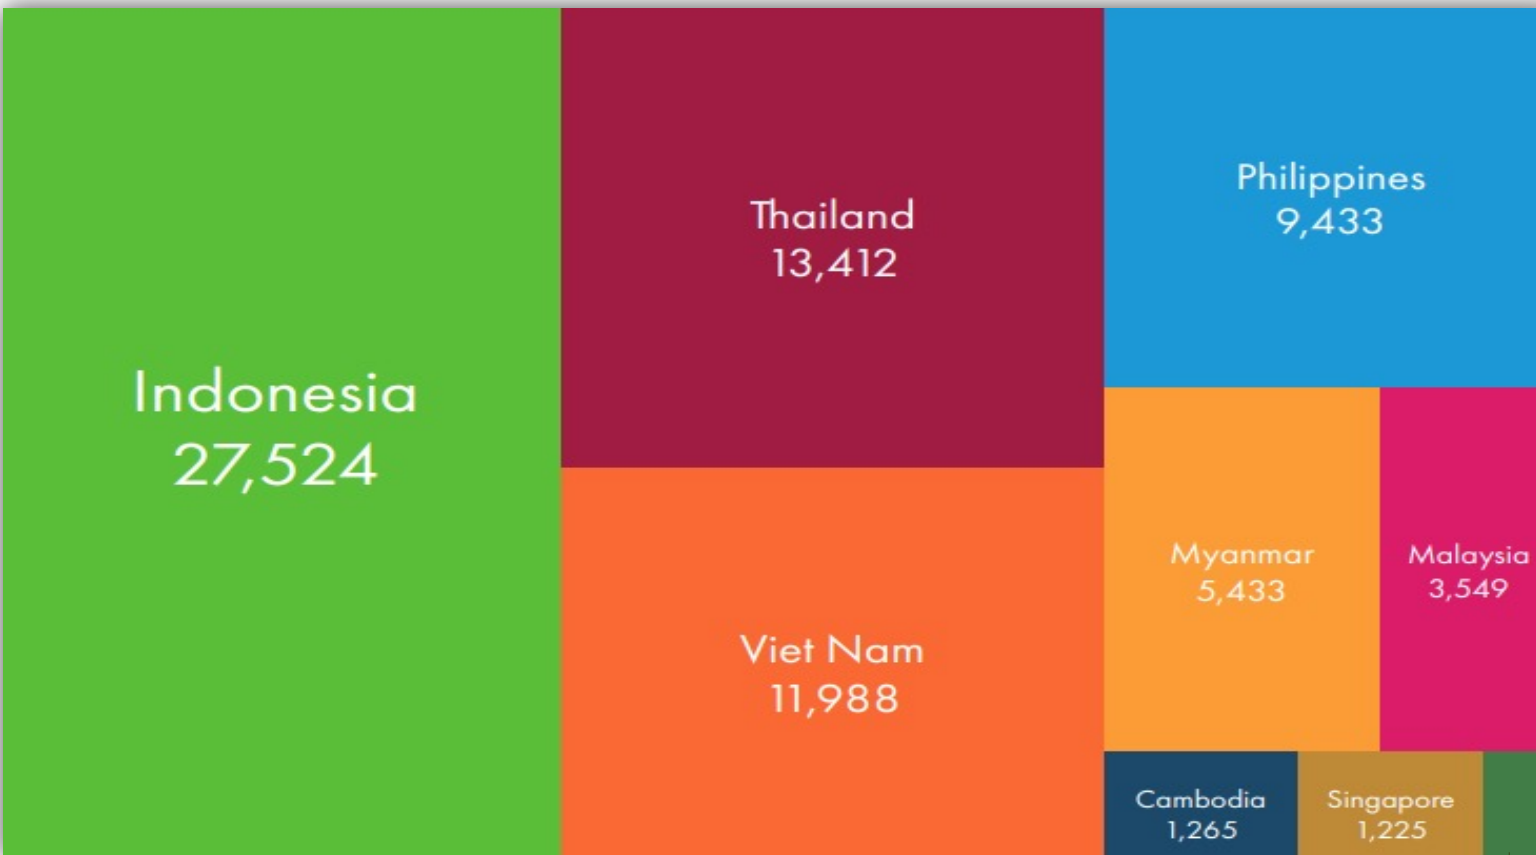 Indonesia
27,524
Thailand
13,412
Viet Nam
11,988
Philippines
9,433
Myanmar
5,433
Malaysia
3,549
Cambodia
1,265
Singapore
1,225